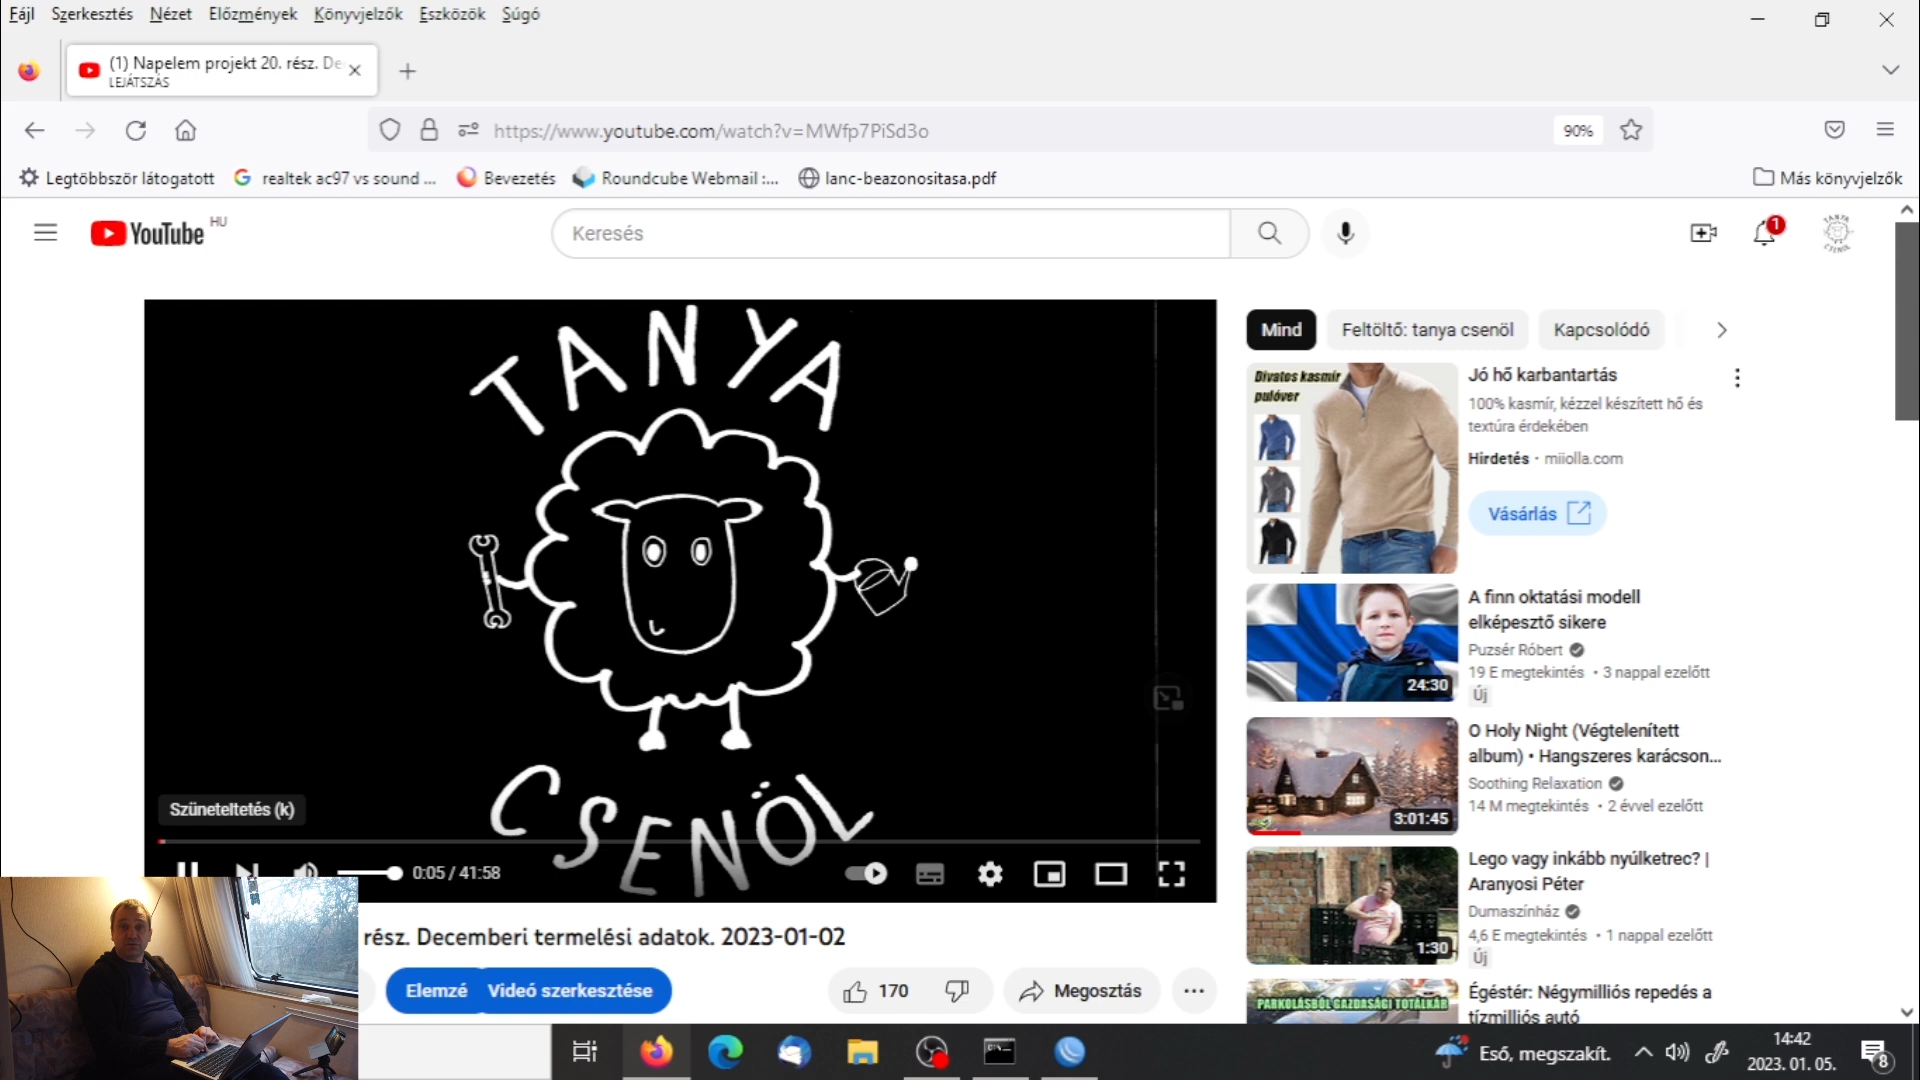 Fájl Szerkesztés Nézet Előzmények Könyvjelzők Eszközök Súgó
(1) Napelem projekt 20. rész. De
LEJÁTSZÁS
https://www.youtube.com/watch?v=MWfp7PiSd3o
90%
Legtöbbször látogatott
realtek ac97 vs sound ...
Bevezetés
Roundcube Webmail :...
lanc-beazonositasa.pdf
Más könyvjelzők
YouTube HU
Keresés
1
TANYA
CSENÖL
TANYA
CSENÖL
Szüneteltetés (k)
0:05 / 41:58
rész. Decemberi termelési adatok. 2023-01-02
Elemzé
Videó szerkesztése
170
Megosztás
Mind
Feltöltő: tanya csenöl
Kapcsolódó
Divatos kasmír
pulóver
Jó hő karbantartás
100% kasmír, kézzel készített hő és
textúra érdekében
Hirdetés · miiolla.com
Vásárlás
24:30
A finn oktatási modell
elképesztő sikere
Puzsér Róbert
19 E megtekintés • 3 nappal ezelőtt
Új
3:01:45
O Holy Night (Végtelenített
album) • Hangszeres karácson...
Soothing Relaxation
14 M megtekintés • 2 évvel ezelőtt
1:30
Lego vagy inkább nyúlketrec? |
Aranyosi Péter
Dumaszínház
4,6 E megtekintés • 1 nappal ezelőtt
Új
PARKOLÁSBÓL GAZDASÁGI TOTÁLKÁR
Égéstér: Négymilliós repedés a
tízmilliós autó
Eső, megszakít.
14:42
2023. 01. 05.
8